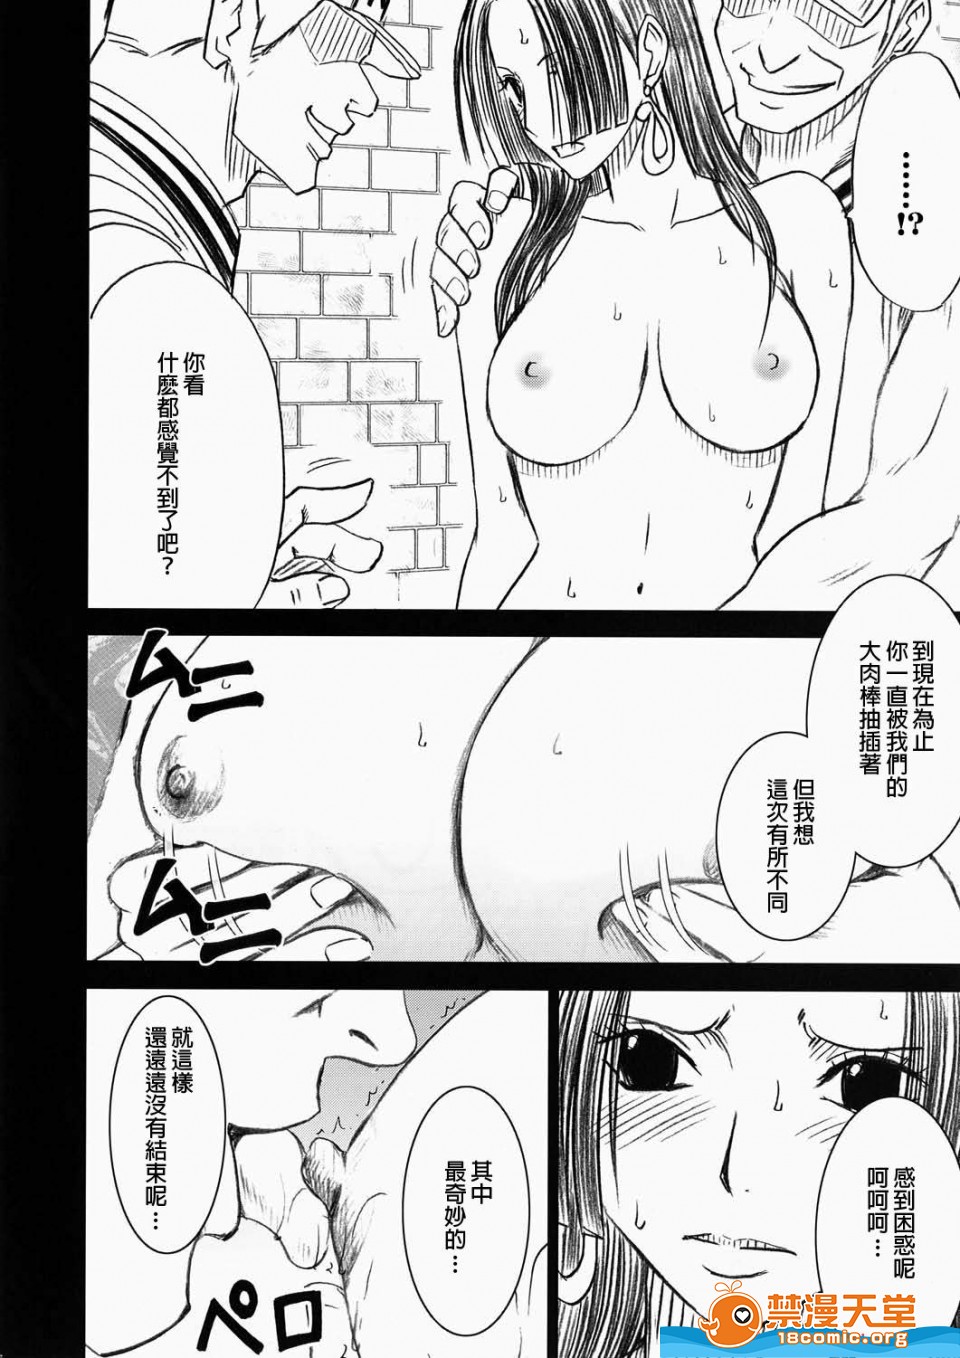 ……!?
你看
什麼都感覺不到了吧？
到現在為止
你一直被我們的
大肉棒抽插著
但我想
這次有所不同
ムニ
ムニ
感到困惑呢
呵呵呵…
其中
最奇妙的…
就這樣
還遠遠沒有結束呢…
ペロ
禁漫天堂
18comic.org